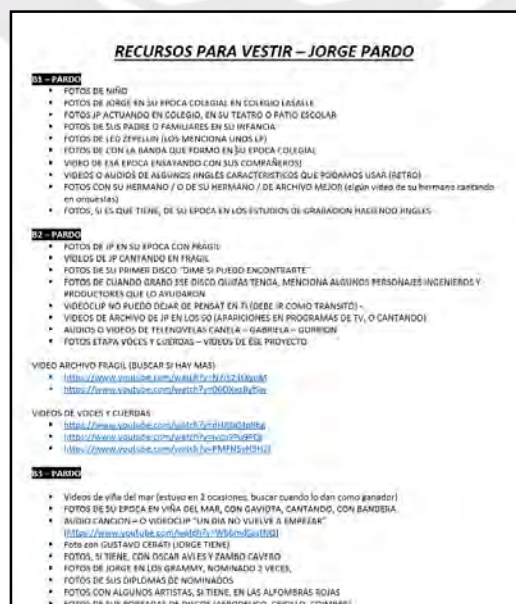 RECURSOS PARA VESTIR – JORGE PARDO
B1 – PARDO
▪ FOTOS DE NIÑO
▪ FOTOS DE JORGE EN SU EPOCA COLEGIAL EN COLEGIO LASALLE
▪ FOTOS JP ACTUANDO EN COLEGIO, EN SU TEATRO O PATIO ESCOLAR
▪ FOTOS DE SUS PADRE O FAMILIARES EN SU INFANCIA
▪ FOTOS DE LED ZEPELLIN (LOS MENCIONA UNOS LP)
▪ FOTOS DE CON LA BANDA QUE FORMO EN SU EPOCA COLEGIAL
▪ VIDEO DE ESA EPOCA ENSAYANDO CON SUS COMPAÑEROS)
▪ VIDEOS O AUDIOS DE ALGUNOS JINGLES CARACTERISTICOS QUE PODAMOS USAR (RETRO)
▪ FOTOS CON SU HERMANO / O DE SU HERMANO / DE ARCHIVO MEJOR (algún video de su hermano cantando
en orquestas)
▪ FOTOS, SI ES QUE TIENE, DE SU EPOCA EN LOS ESTUDIOS DE GRABACION HACIENDO JINGLES
B2 – PARDO
▪ FOTOS DE JP EN SU EPOCA CON FRAGIL
▪ VIDEOS DE JP CANTANDO EN FRAGIL
▪ FOTOS DE SU PRIMER DISCO "DIME SI PUEDO ENCONTRARTE"
▪ FOTOS DE CUANDO GRABO ESE DISCO QUIZAS TENGA, MENCIONA ALGUNOS PERSONAJES INGENIEROS Y
PRODUCTORES QUE LO AYUDARON
▪ VIDEOCLIP NO PUEDO DEJAR DE PENSAT EN TI (DEBE IR COMO TRANSITO) -
▪ VIDEOS DE ARCHIVO DE JP EN LOS 90 (APARICIONES EN PROGRAMAS DE TV, O CANTANDO)
▪ AUDIOS O VIDEOS DE TELENOVELAS CANELA – GABRIELA – GORRION
▪ FOTOS ETAPA VOCES Y CUERDAS – VIDEOS DE ESE PROYECTO
VIDEO ARCHIVO FRAGIL (BUSCAR SI HAY MAS)
VIDEOS DE VOCES Y CUERDAS
B3 – PARDO
▪ Videos de viña del mar (estuvo en 2 ocasiones, buscar cuando lo dan como ganador)
▪ FOTOS DE SU EPOCA EN VIÑA DEL MAR, CON GAVIOTA, CANTANDO, CON BANDERA
▪ AUDIO CANCION – O VIDEOCLIP "UN DIA NO VUELVE A EMPEZAR"
▪ Foto con GUSTAVO CERATI (JORGE TIENE)
▪ FOTOS, SI TIENE, CON OSCAR AVILES Y ZAMBO CAVERO
▪ FOTOS DE JORGE EN LOS GRAMMY, NOMINADO 2 VECES,
▪ FOTOS DE SUS DIPLOMAS DE NOMINADOS
▪ FOTOS CON ALGUNOS ARTISTAS, SI TIENE, EN LAS ALFOMBRAS ROJAS